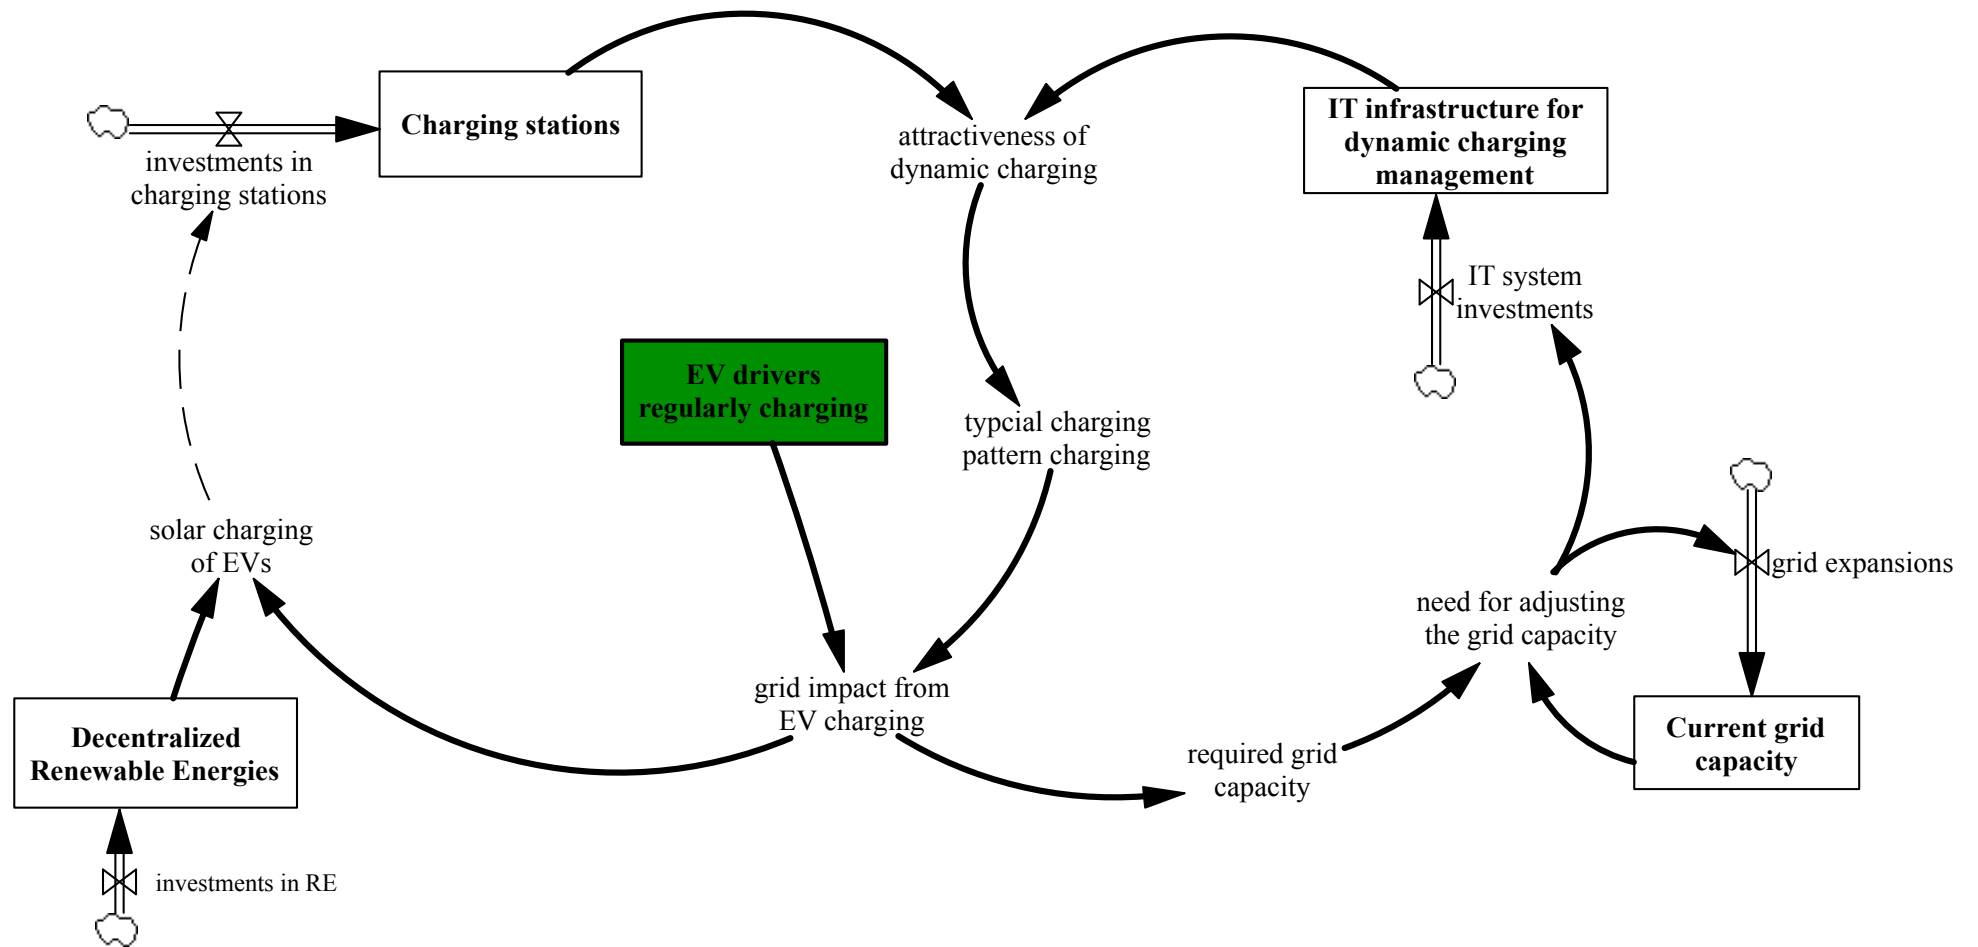 Charging stations
investments in
charging stations
attractiveness of
dynamic charging
IT infrastructure for
dynamic charging
management
IT system
investments
EV drivers
regularly charging
typcial charging
pattern charging
solar charging
of EVs
grid expansions
need for adjusting
the grid capacity
grid impact from
EV charging
required grid
capacity
Current grid
capacity
Decentralized
Renewable Energies
investments in RE